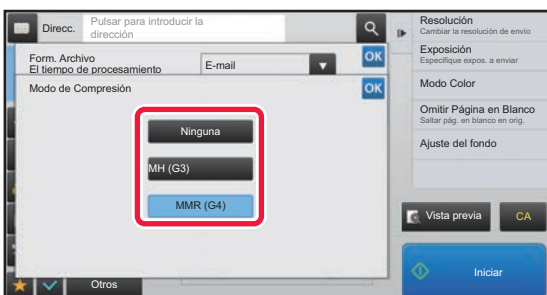 Direcc.
Pulsar para introducir la
dirección
Form. Archivo
El tiempo de procesamiento
E-mail
OK
Modo de Compresión
OK
Ninguna
MH (G3)
MMR (G4)
Otros
Resolución
Cambiar la resolución de envío
Exposición
Especifique expos. a enviar
Modo Color
Omitir Página en Blanco
Saltar pág. en blanco en orig.
Ajuste del fondo
Vista previa
CA
Iniciar